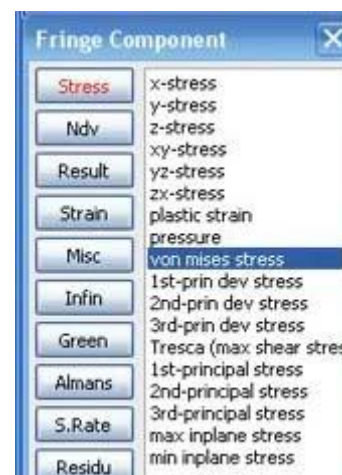 Fringe Component
Stress
Ndv
Result
Strain
Misc
Infin
Green
Almans
S.Rate
Residu
x-stress
y-stress
z-stress
xy-stress
yz-stress
zx-stress
plastic strain
pressure
von mises stress
1st-prin dev stress
2nd-prin dev stress
3rd-prin dev stress
Tresca (max shear stres
1st-principal stress
2nd-principal stress
3rd-principal stress
max inplane stress
min inplane stress